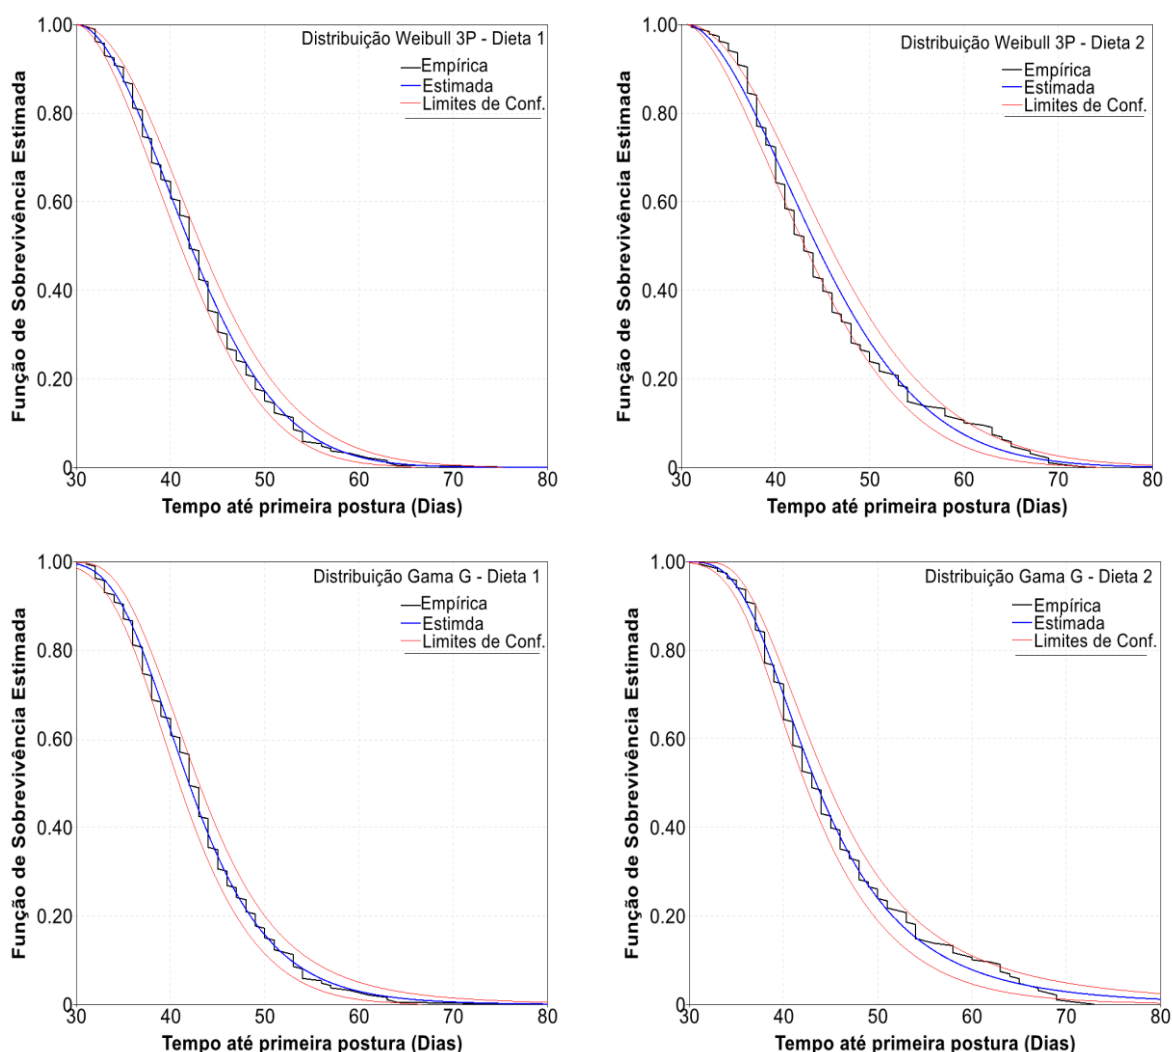 Distribuição Weibull 3P - Dieta 1
Empírica
Estimada
Limites de Conf.
Função de Sobrevivência Estimada
1.00
0.80
0.60
0.40
0.20
0
30 40 50 60 70 80
Tempo até primeira postura (Dias)
Distribuição Weibull 3P - Dieta 2
Empírica
Estimada
Limites de Conf.
Função de Sobrevivência Estimada
1.00
0.80
0.60
0.40
0.20
0
30 40 50 60 70 80
Tempo até primeira postura (Dias)
Distribuição Gama G - Dieta 1
Empírica
Estimda
Limites de Conf.
Função de Sobrevivência Estimada
1.00
0.80
0.60
0.40
0.20
0
30 40 50 60 70 80
Tempo até primeira postura (Dias)
Distribuição Gama G - Dieta 2
Empírica
Estimada
Limites de Conf.
Função de Sobrevivência Estimada
1.00
0.80
0.60
0.40
0.20
0
30 40 50 60 70 80
Tempo até primeira postura (Dias)